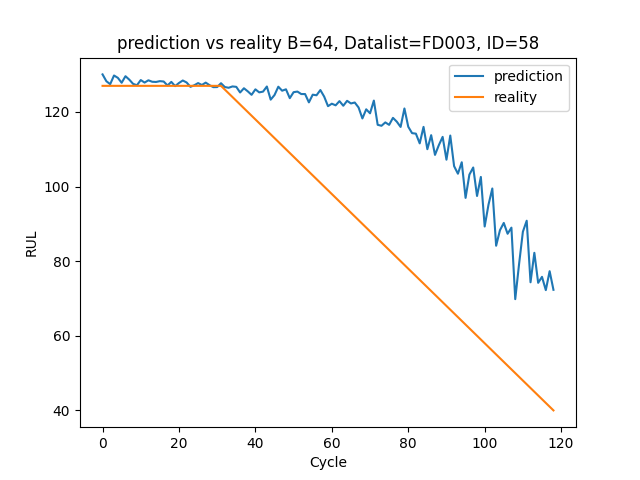 prediction vs reality B=64, Datalist=FD003, ID=58
prediction
reality
RUL
120
100
80
60
40
0 20 40 60 80 100 120
Cycle